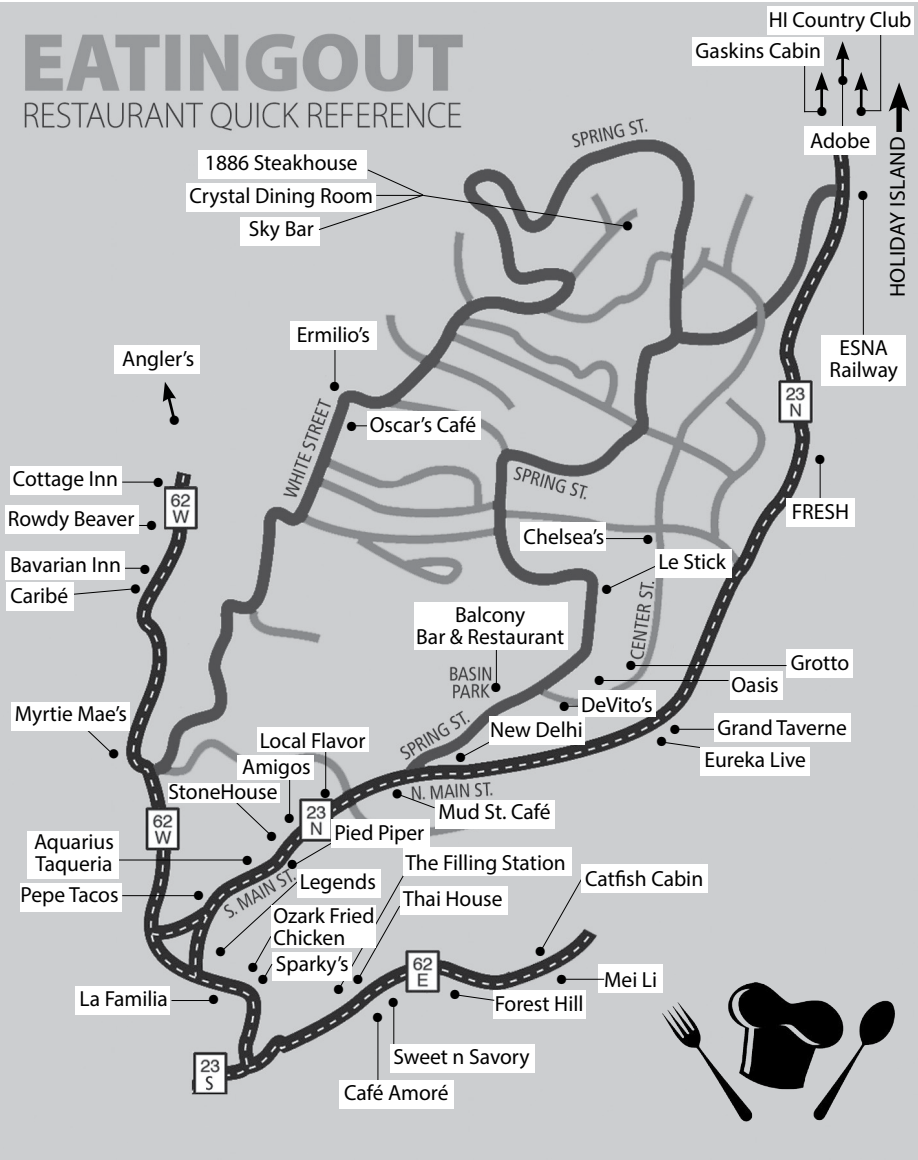 HI Country Club
Gaskins Cabin
EATINGOUT
RESTAURANT QUICK REFERENCE
Adobe
HOLIDAY ISLAND
SPRING ST.
1886 Steakhouse
Crystal Dining Room
Sky Bar
Ermilio's
ESNA
Railway
Angler's
23
N
WHITE STREET
Oscar's Café
Cottage Inn
SPRING ST.
62
W
Rowdy Beaver
FRESH
Chelsea's
Le Stick
Bavarian Inn
Caribé
CENTER ST.
Balcony
Bar & Restaurant
Grotto
BASIN
PARK
Oasis
DeVito's
Myrtie Mae's
SPRING ST.
New Delhi
Grand Taverne
Eureka Live
Local Flavor
Amigos
StoneHouse
N. MAIN ST.
Mud St. Café
23
N
62
W
Pied Piper
Aquarius
Taqueria
The Filling Station
Catfish Cabin
Pepe Tacos
S. MAIN ST.
Legends
Thai House
Ozark Fried
Chicken
Sparky's
62
E
Mei Li
La Familia
Forest Hill
Sweet n Savory
23
S
Café Amoré